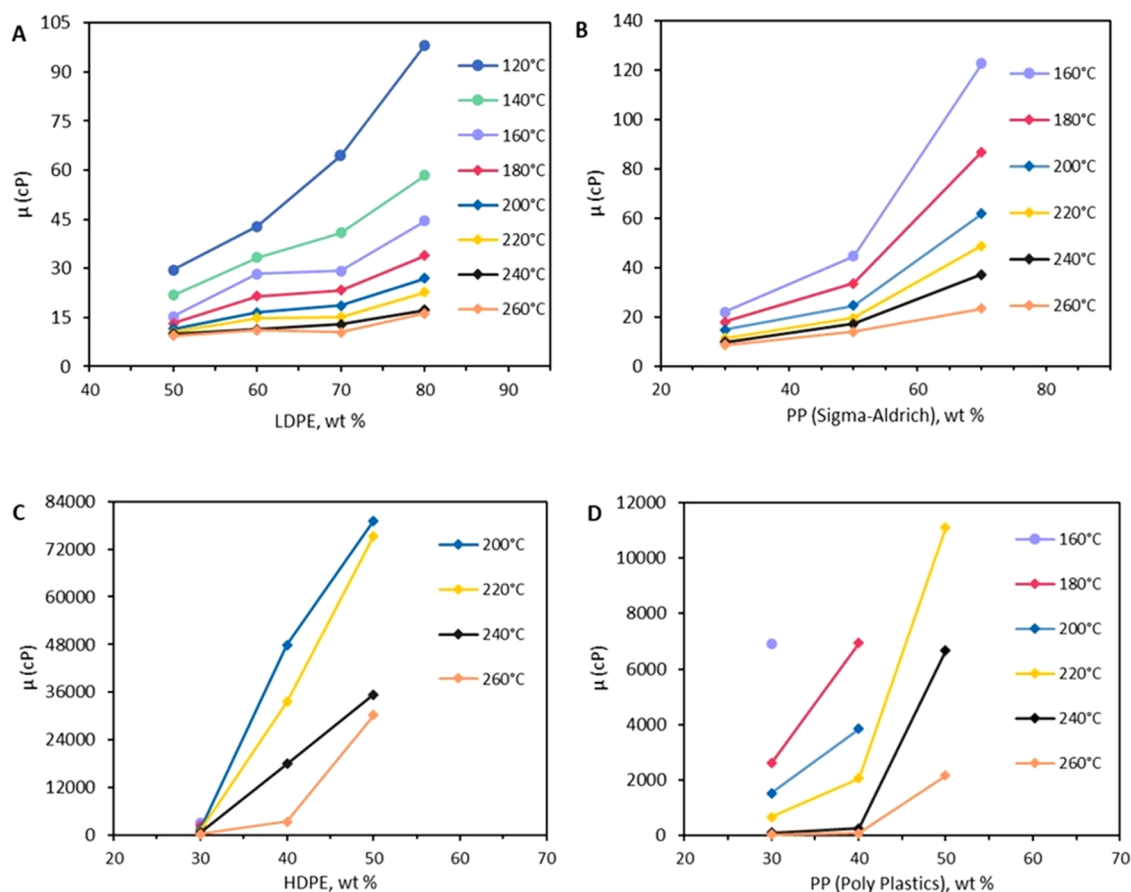 A
105
90
75
60
45
30
15
0
μ (cP)
40
50
60
70
80
90
LDPE, wt %
120°C
140°C
160°C
180°C
200°C
220°C
240°C
260°C
B
140
120
100
80
60
40
20
0
μ (cP)
20
40
60
80
PP (Sigma-Aldrich), wt %
160°C
180°C
200°C
220°C
240°C
260°C
C
84000
72000
60000
48000
36000
24000
12000
0
μ (cP)
20
30
40
50
60
70
HDPE, wt %
200°C
220°C
240°C
260°C
D
12000
10000
8000
6000
4000
2000
0
μ (cP)
20
30
40
50
60
70
PP (Poly Plastics), wt %
160°C
180°C
200°C
220°C
240°C
260°C